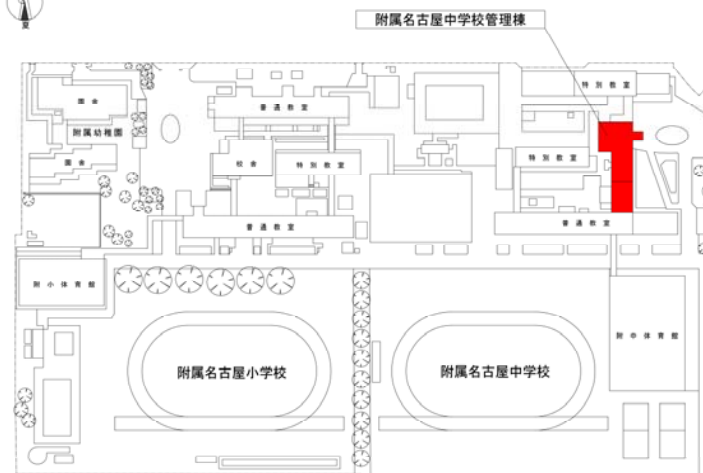 附属名古屋中学校管理棟
特別教室
園舎
普通教室
附属幼稚園
校舎
特別教室
特別教室
園舎
普通教室
普通教室
附小体育館
附中体育館
附属名古屋小学校
附属名古屋中学校